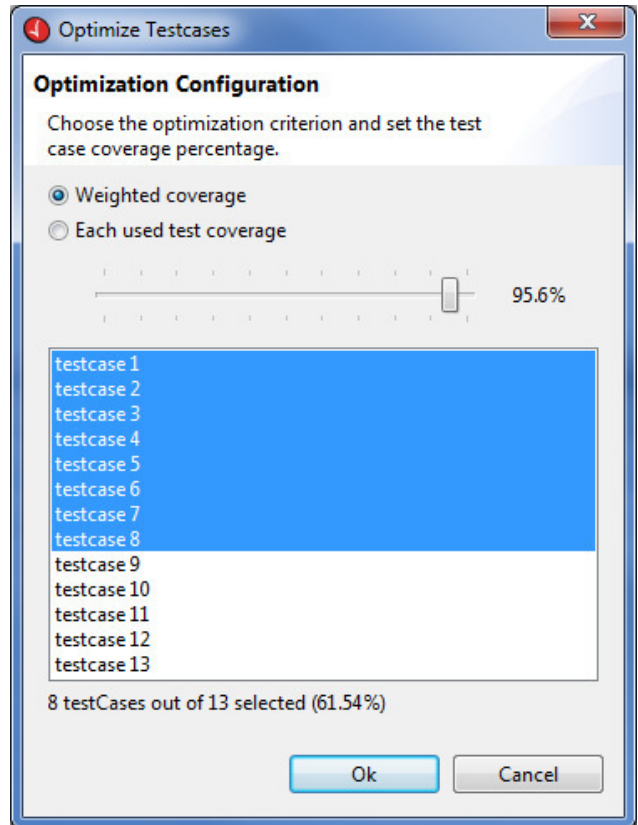 Optimize Testcases
Optimization Configuration
Choose the optimization criterion and set the test
case coverage percentage.
Weighted coverage
Each used test coverage
95.6%
testcase 1
testcase 2
testcase 3
testcase 4
testcase 5
testcase 6
testcase 7
testcase 8
testcase 9
testcase 10
testcase 11
testcase 12
testcase 13
8 testCases out of 13 selected (61.54%)
Ok Cancel